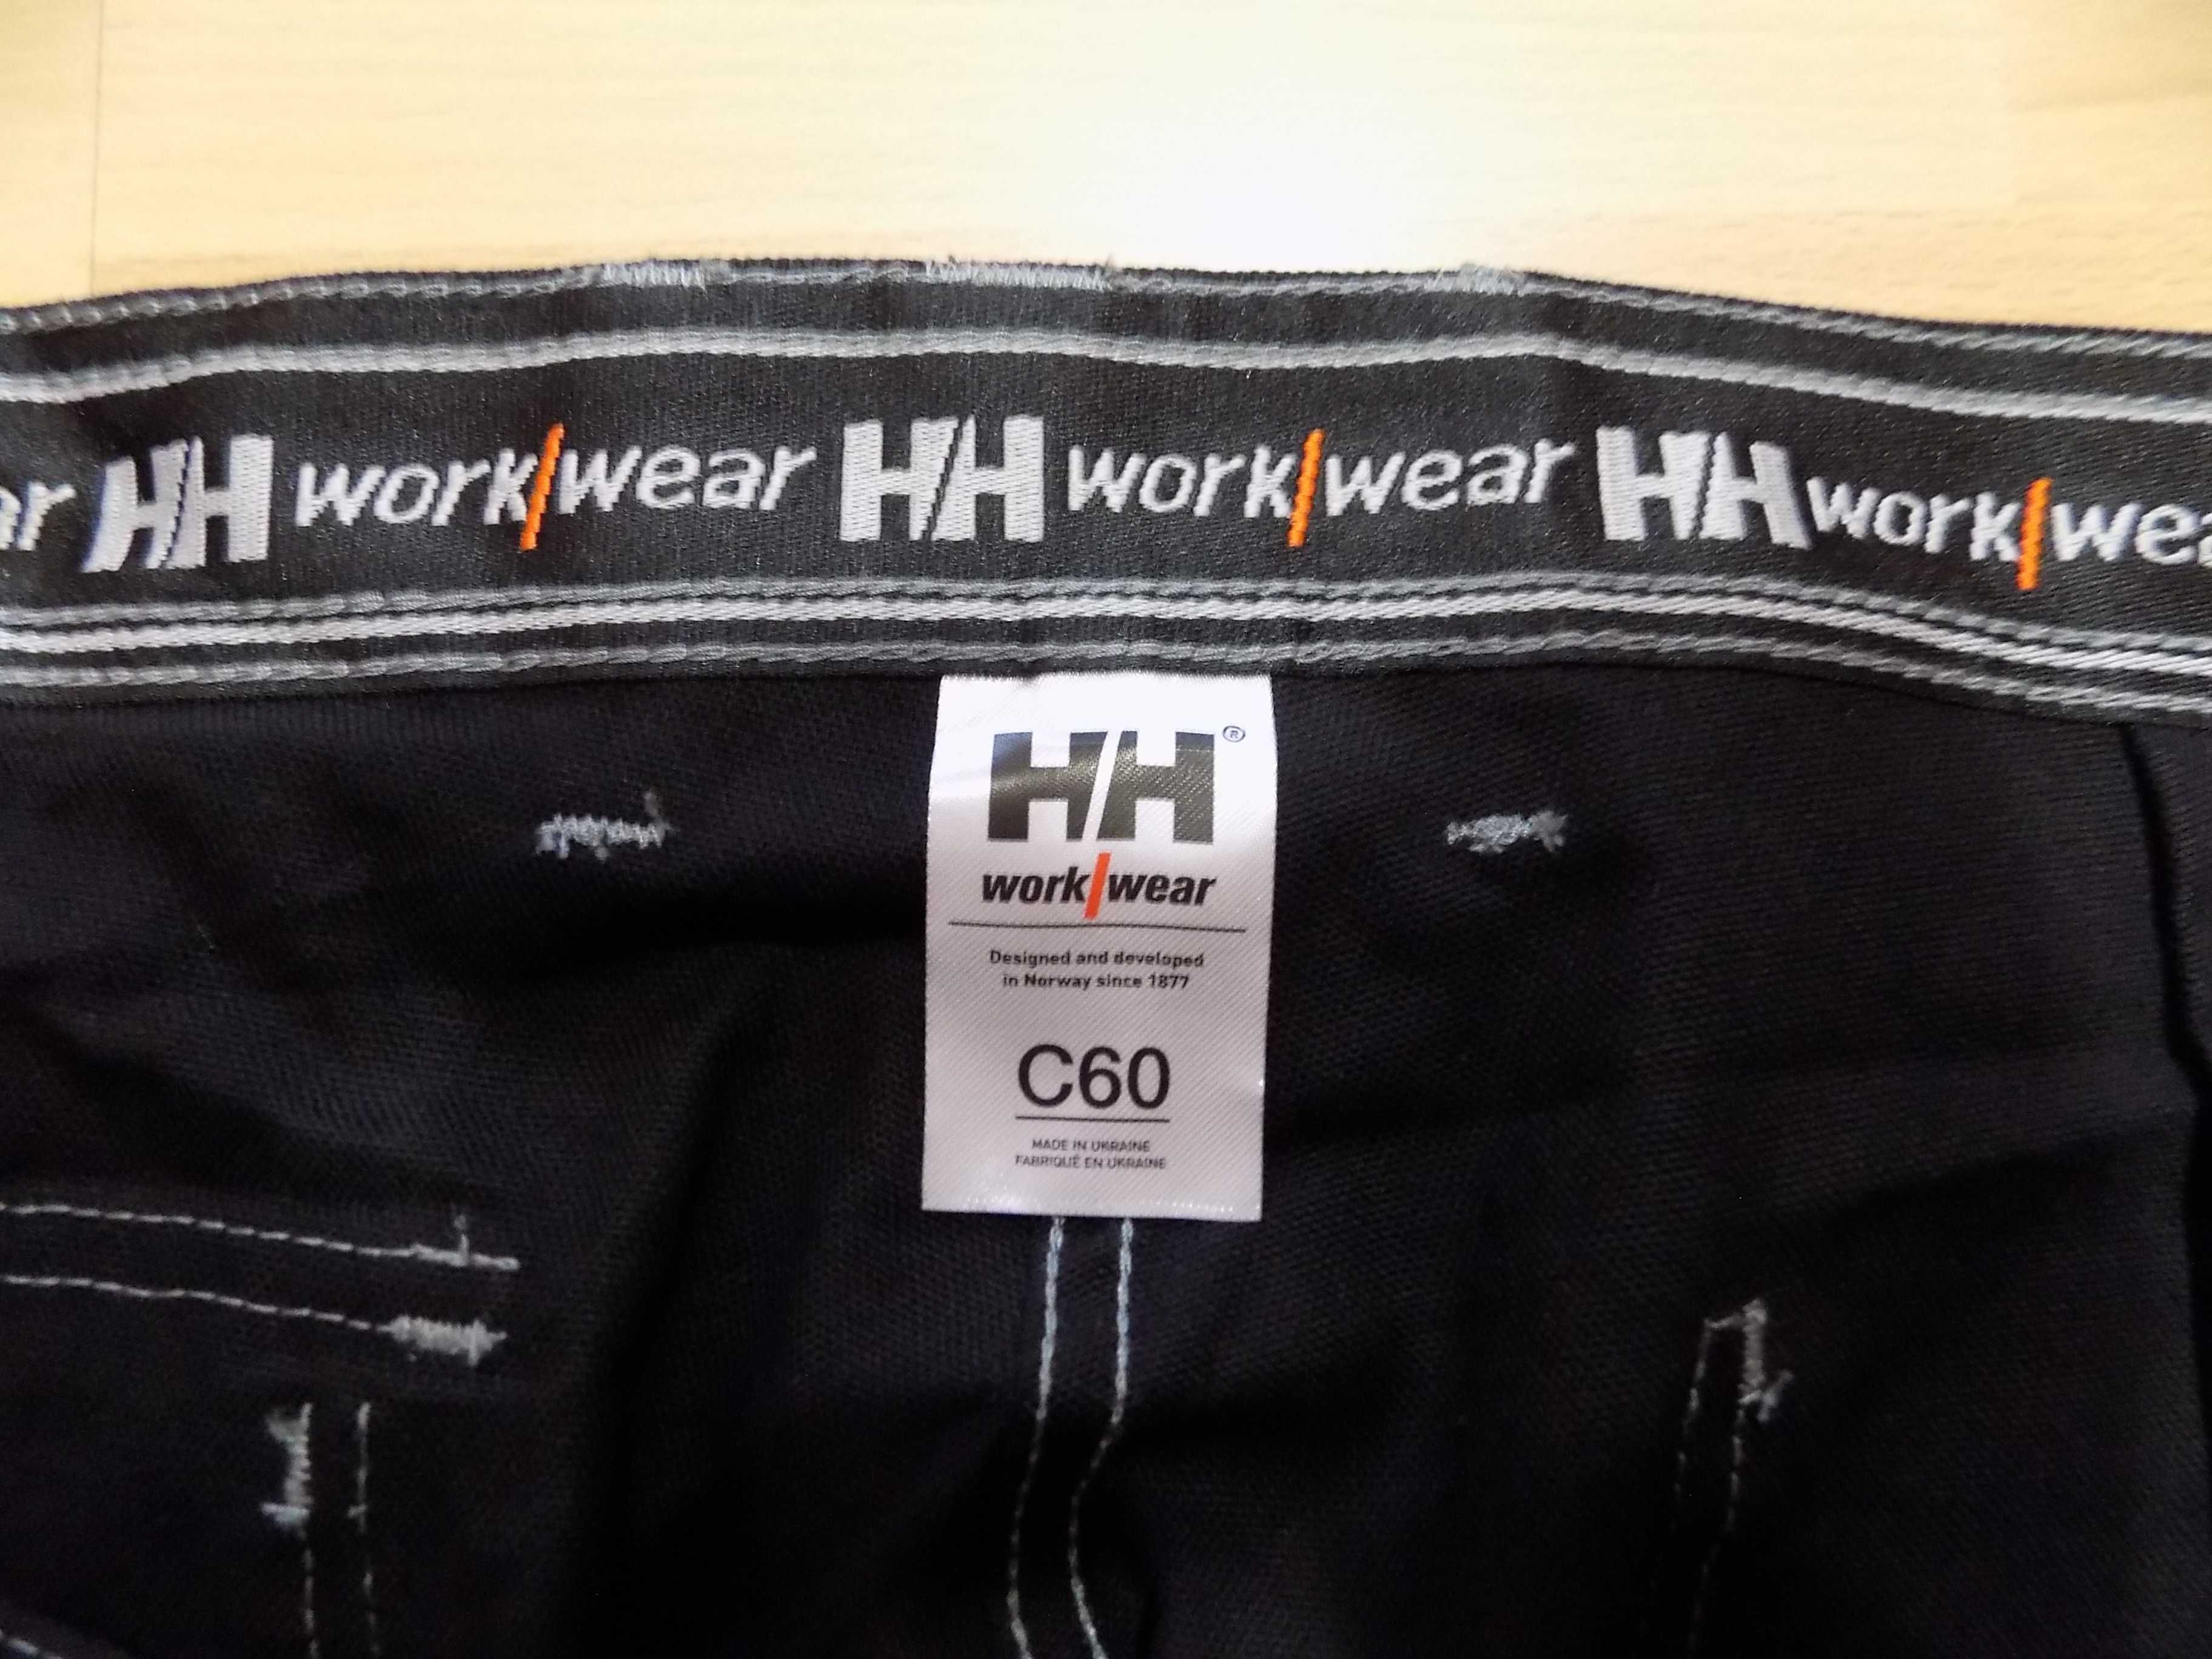 ar HH work/wear HH work/wear HH work/wea
HH®
work/wear
Designed and developed
in Norway since 1877
C60
MADE IN UKRAINE
FABRIQUÉ EN UKRAINE